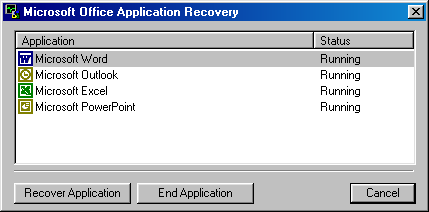 Microsoft Office Application Recovery
Application Status
Microsoft Word Running
Microsoft Outlook Running
Microsoft Excel Running
Microsoft PowerPoint Running
Recover Application End Application Cancel